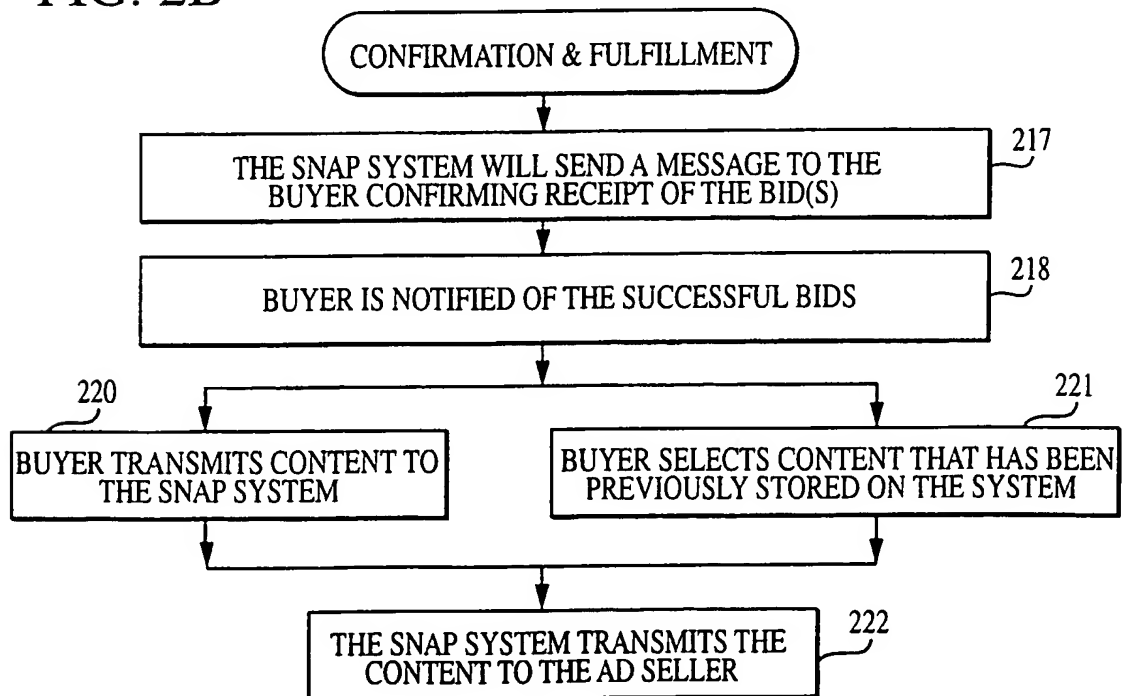 FIG. 2B
CONFIRMATION & FULFILLMENT
217
THE SNAP SYSTEM WILL SEND A MESSAGE TO THE
BUYER CONFIRMING RECEIPT OF THE BID(S)
218
BUYER IS NOTIFIED OF THE SUCCESSFUL BIDS
220
221
BUYER TRANSMITS CONTENT TO
THE SNAP SYSTEM
BUYER SELECTS CONTENT THAT HAS BEEN
PREVIOUSLY STORED ON THE SYSTEM
222
THE SNAP SYSTEM TRANSMITS THE
CONTENT TO THE AD SELLER